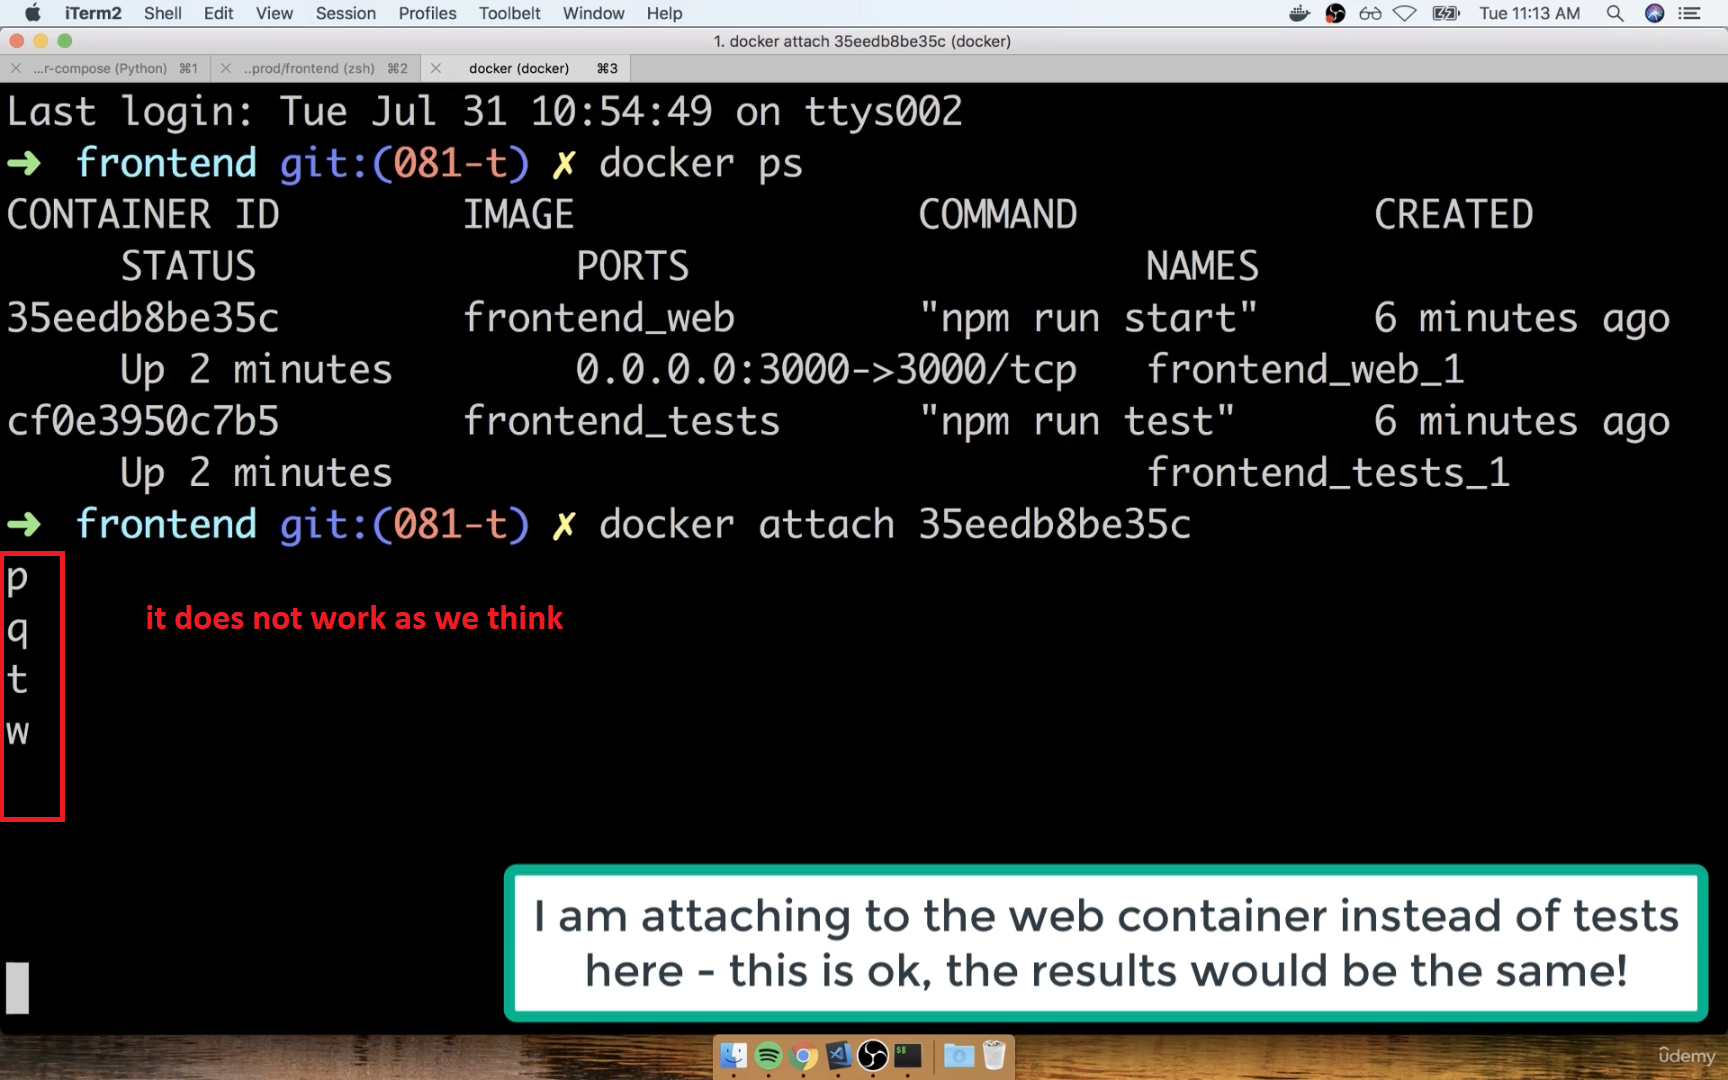 iTerm2 Shell Edit View Session Profiles Toolbelt Window Help Tue 11:13 AM
1. docker attach 35eedb8be35c (docker)
...r-compose (Python) ⌘1 ..prod/frontend (zsh) ⌘2 docker (docker) ⌘3
Last login: Tue Jul 31 10:54:49 on ttys002
➜ frontend git:(081-t) ✗ docker ps
CONTAINER ID IMAGE COMMAND CREATED
STATUS PORTS NAMES
35eedb8be35c frontend_web "npm run start" 6 minutes ago
Up 2 minutes 0.0.0.0:3000->3000/tcp frontend_web_1
cf0e3950c7b5 frontend_tests "npm run test" 6 minutes ago
Up 2 minutes frontend_tests_1
➜ frontend git:(081-t) ✗ docker attach 35eedb8be35c
p
it does not work as we think
q
t
w
I am attaching to the web container instead of tests
here - this is ok, the results would be the same!
ûdemy